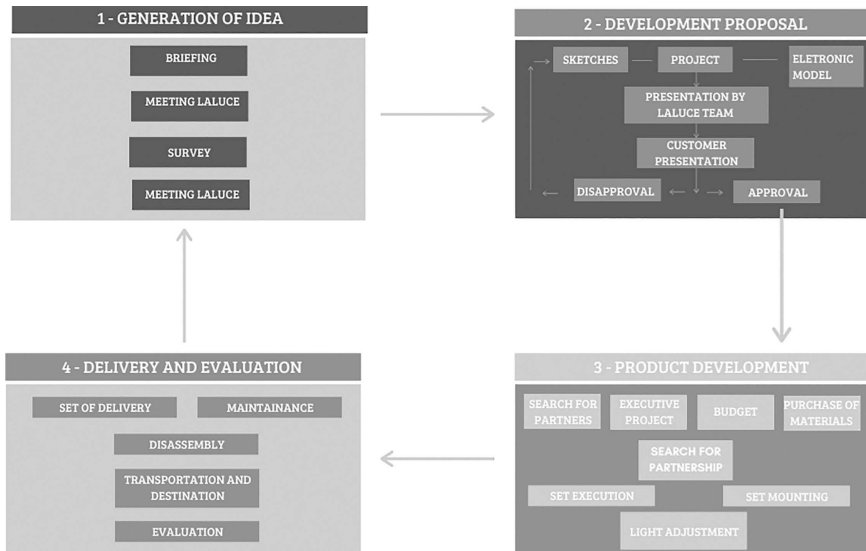 1 - GENERATION OF IDEA
BRIEFING
MEETING LALUCE
SURVEY
MEETING LALUCE
2 - DEVELOPMENT PROPOSAL
SKETCHES
PROJECT
ELETRONIC
MODEL
PRESENTATION BY
LALUCE TEAM
CUSTOMER
PRESENTATION
DISAPPROVAL
APPROVAL
3 - PRODUCT DEVELOPMENT
SEARCH FOR
PARTNERS
EXECUTIVE
PROJECT
BUDGET
PURCHASE OF
MATERIALS
SEARCH FOR
PARTNERSHIP
SET EXECUTION
SET MOUNTING
LIGHT ADJUSTMENT
4 - DELIVERY AND EVALUATION
SET OF DELIVERY
MAINTAINANCE
DISASSEMBLY
TRANSPORTATION AND
DESTINATION
EVALUATION